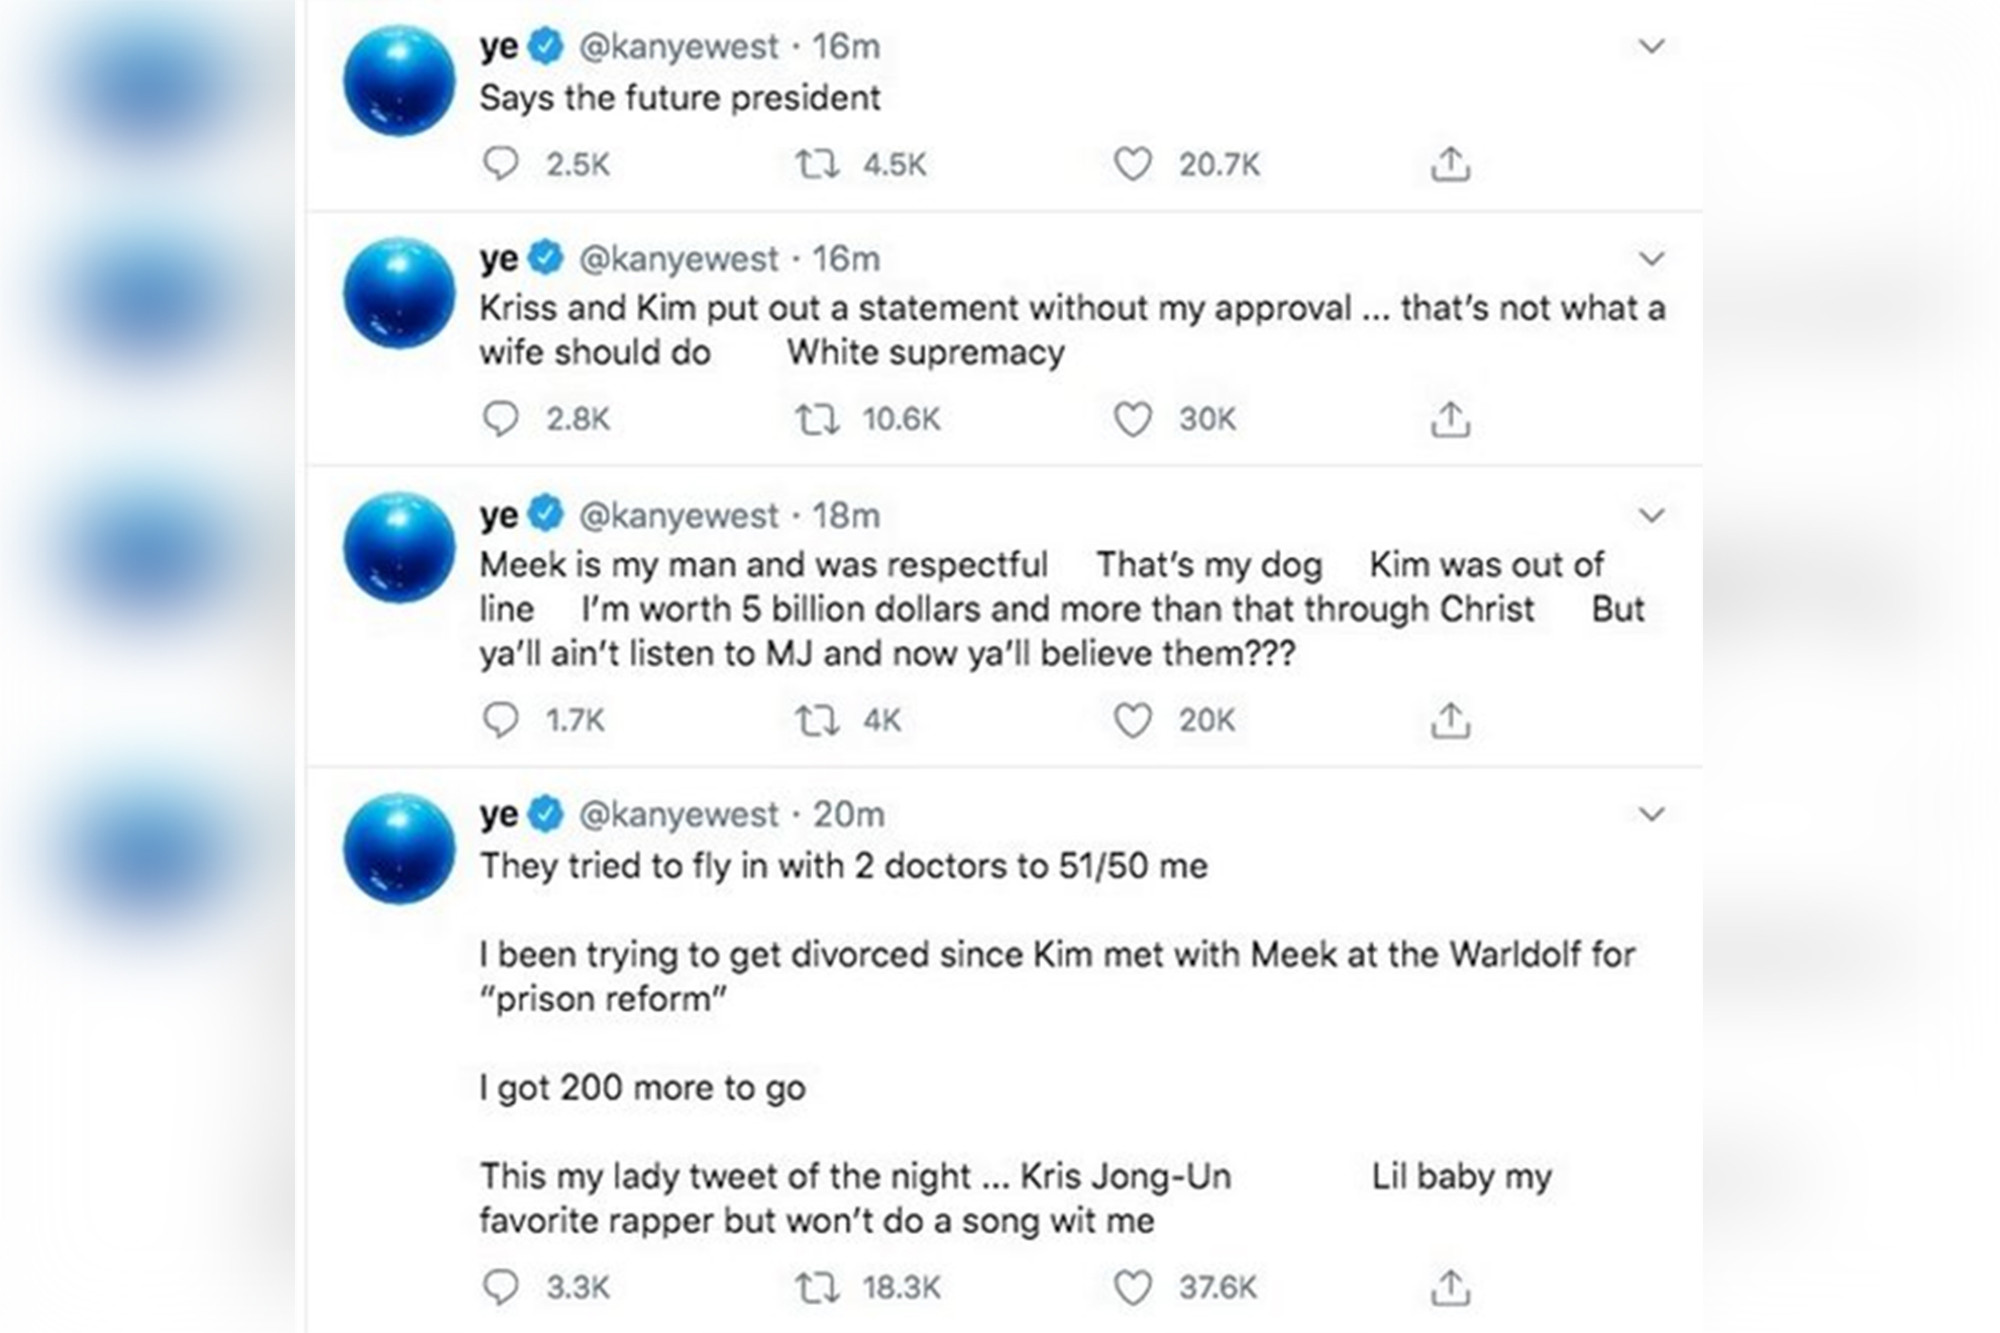 ye @kanyewest · 16m
Says the future president
2.5K 4.5K 20.7K
ye @kanyewest · 16m
Kriss and Kim put out a statement without my approval ... that's not what a
wife should do White supremacy
2.8K 10.6K 30K
ye @kanyewest · 18m
Meek is my man and was respectful That's my dog Kim was out of
line I'm worth 5 billion dollars and more than that through Christ But
ya'll ain't listen to MJ and now ya'll believe them???
1.7K 4K 20K
ye @kanyewest · 20m
They tried to fly in with 2 doctors to 51/50 me
I been trying to get divorced since Kim met with Meek at the Warldolf for
“prison reform”
I got 200 more to go
This my lady tweet of the night ... Kris Jong-Un Lil baby my
favorite rapper but won't do a song wit me
3.3K 18.3K 37.6K